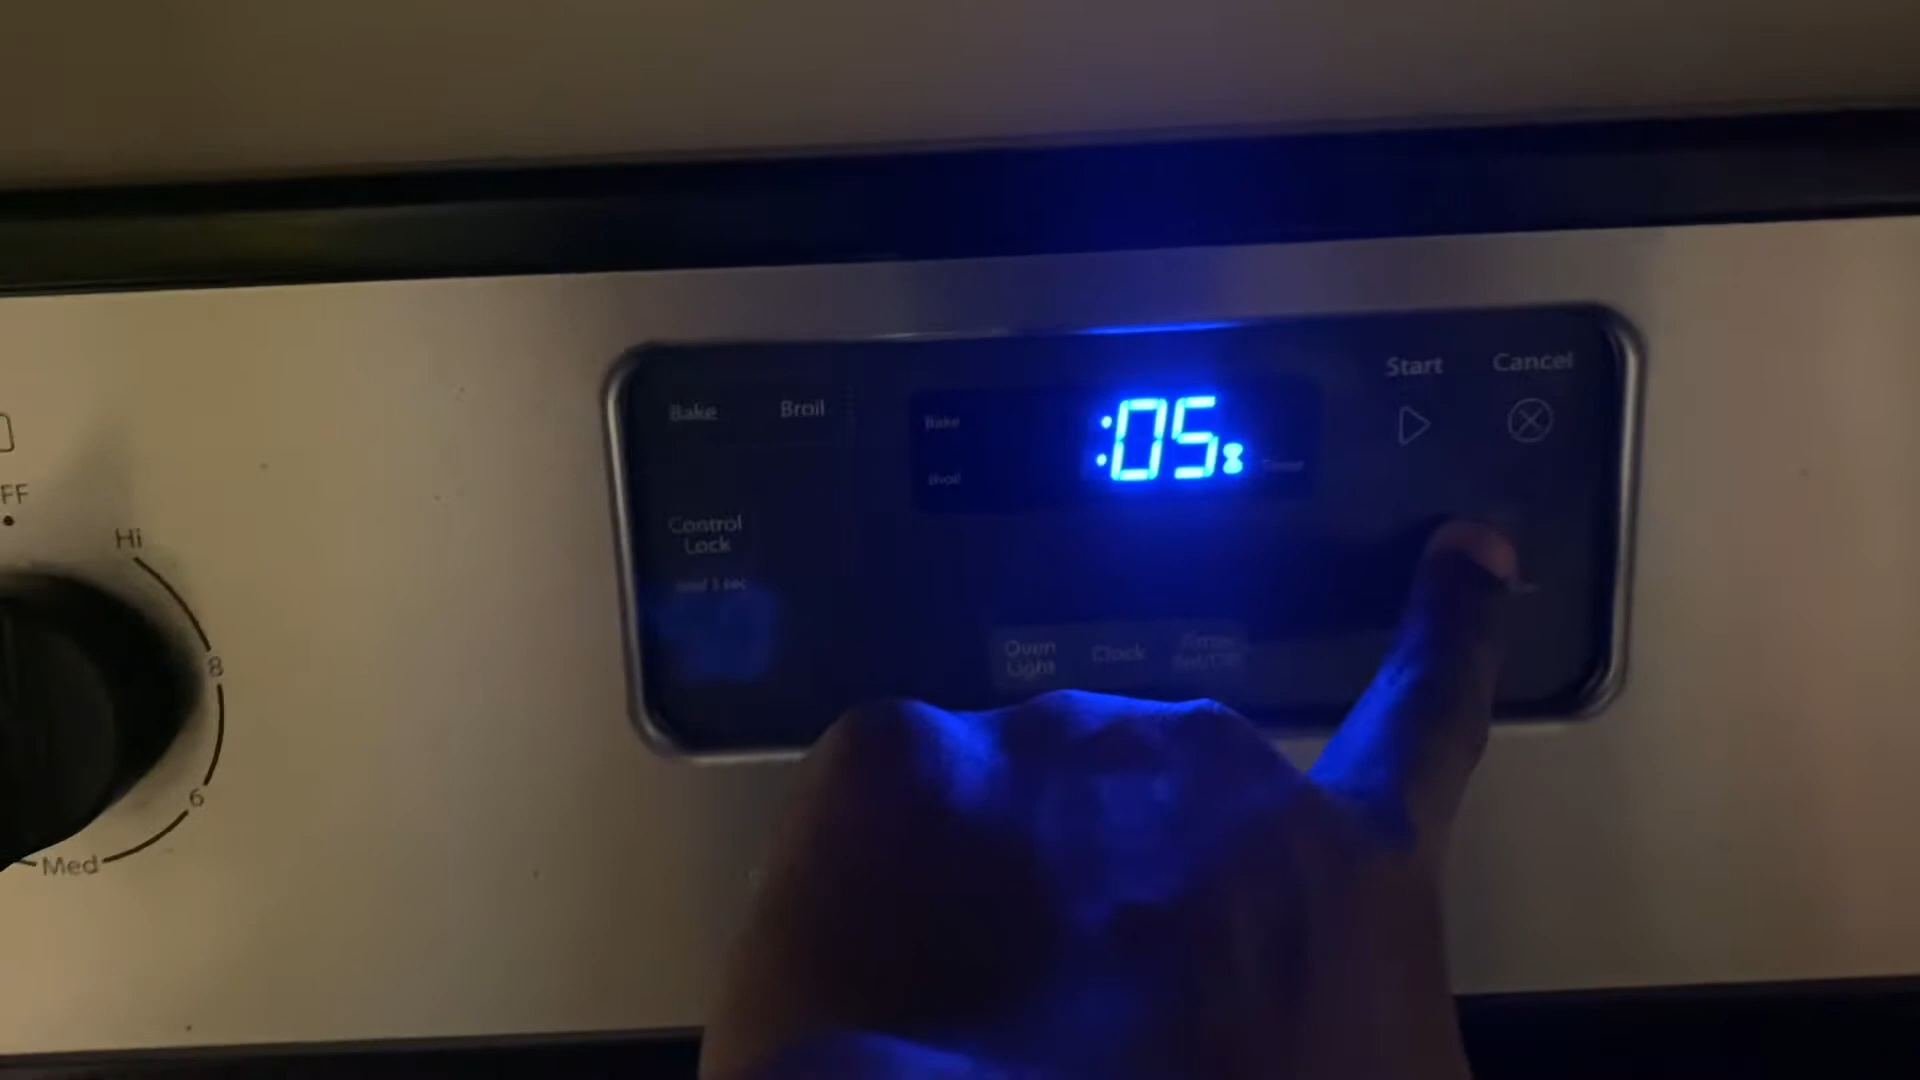 Bake Broil
Bake
Broil
:05
Timer
Start Cancel
Control
Lock
Hold 3 sec
Oven
Light
Clock
Timer
Set/Off
FF
Hi
8
6
Med